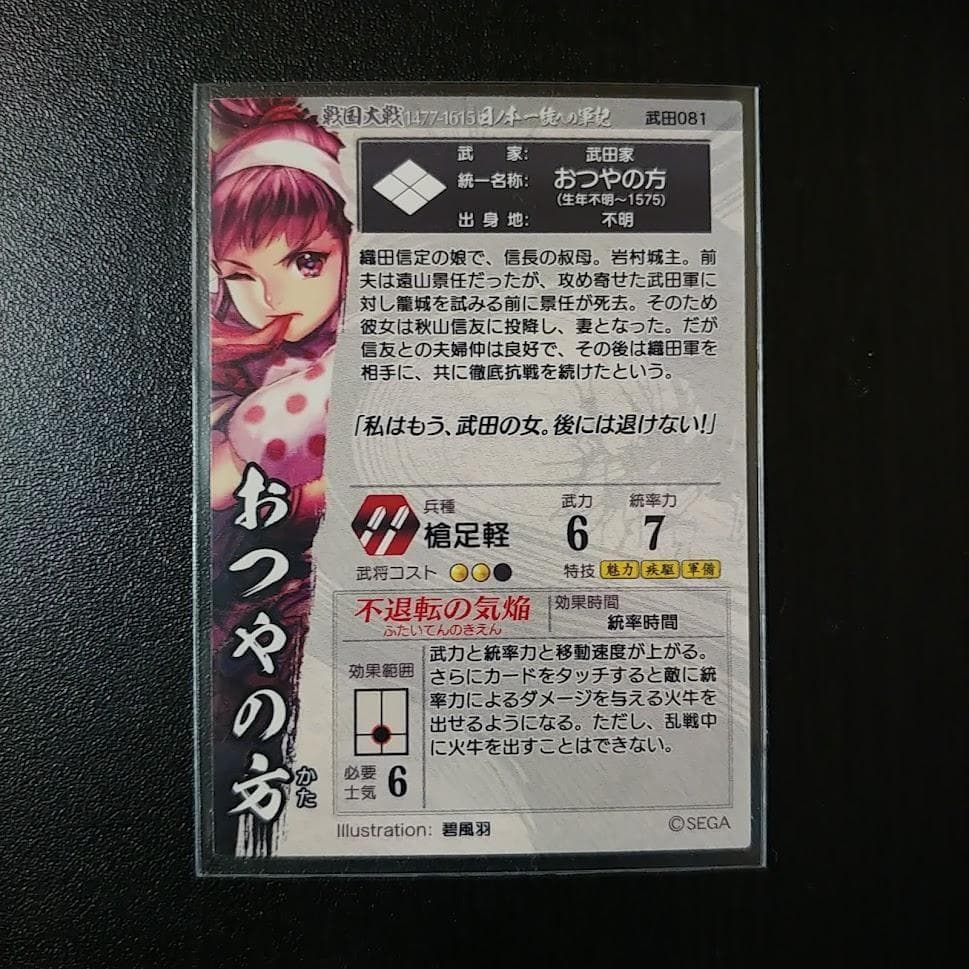 戦国大戦 1477-1615 日ノ本一統への軍記 武田081
武家: 武田家
統一名称: おつやの方
(生年不明～1575)
出身地: 不明
織田信定の娘で、信長の叔母。岩村城主。前
夫は遠山景任だったが、攻め寄せた武田軍に
対し籠城を試みる前に景任が死去。そのため
彼女は秋山信友に投降し、妻となった。だが
信友との夫婦仲は良好で、その後は織田軍を
相手に、共に徹底抗戦を続けたという。
「私はもう、武田の女。後には退けない!」
おつやの方
かた
兵種
槍足軽
武力 統率力
6 7
武将コスト
特技 魅力 疾駆 軍備
不退転の気焔
ふたいてんのきえん
効果時間
統率時間
効果範囲
武力と統率力と移動速度が上がる。
さらにカードをタッチすると敵に統
率力によるダメージを与える火牛を
出せるようになる。ただし、乱戦中
に火牛を出すことはできない。
必要
士気 6
Illustration: 碧風羽
©SEGA